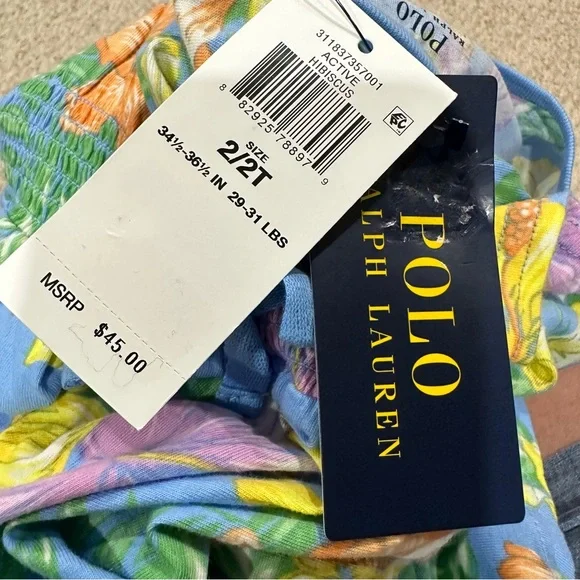 311837357001
ACTIVE
HIBISCUS
8 82925 78897 9
SIZE
2/2T
34½-36½ IN 29-31 LBS
MSRP
$45.00
POLO
POLO
LAUREN